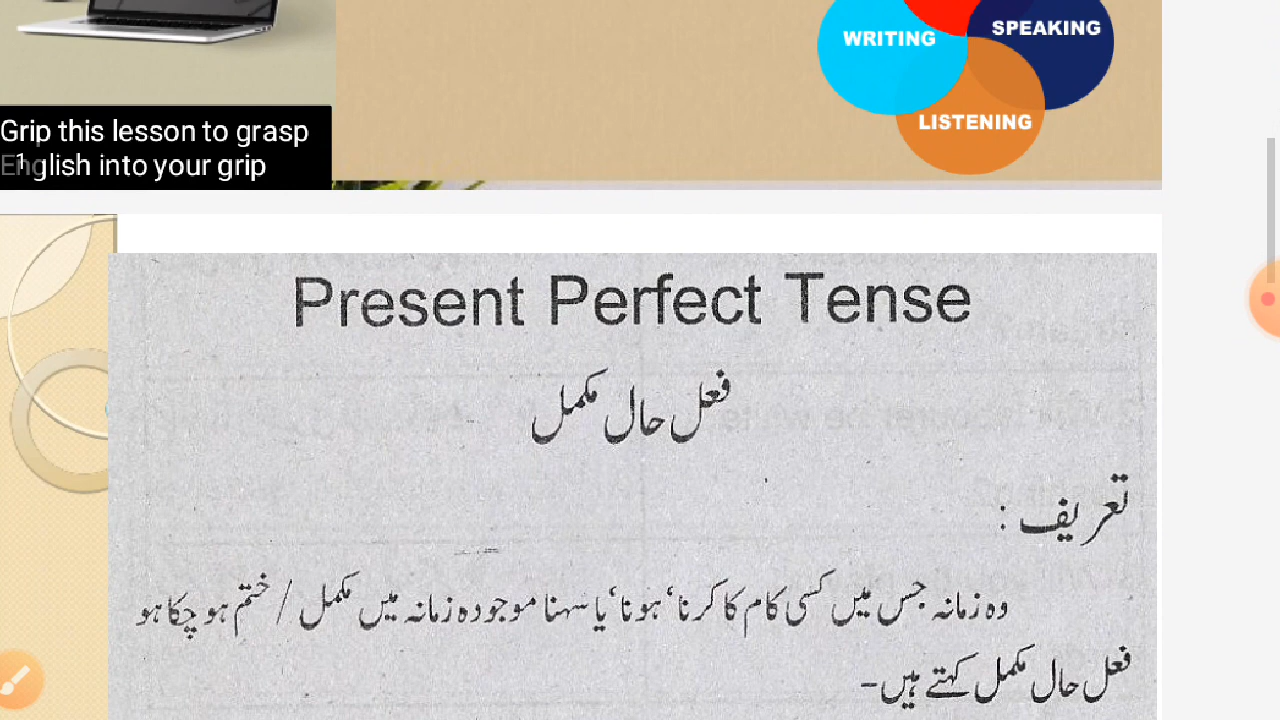 WRITING
SPEAKING
LISTENING
Grip this lesson to grasp
English into your grip
1
Present Perfect Tense
فعل حال مکمل
تعریف :
وہ زمانہ جس میں کسی کام کا کرنا‘ ہونا‘ یا سہنا موجودہ زمانہ میں مکمل / ختم ہو چکا ہو
فعل حال مکمل کہتے ہیں۔